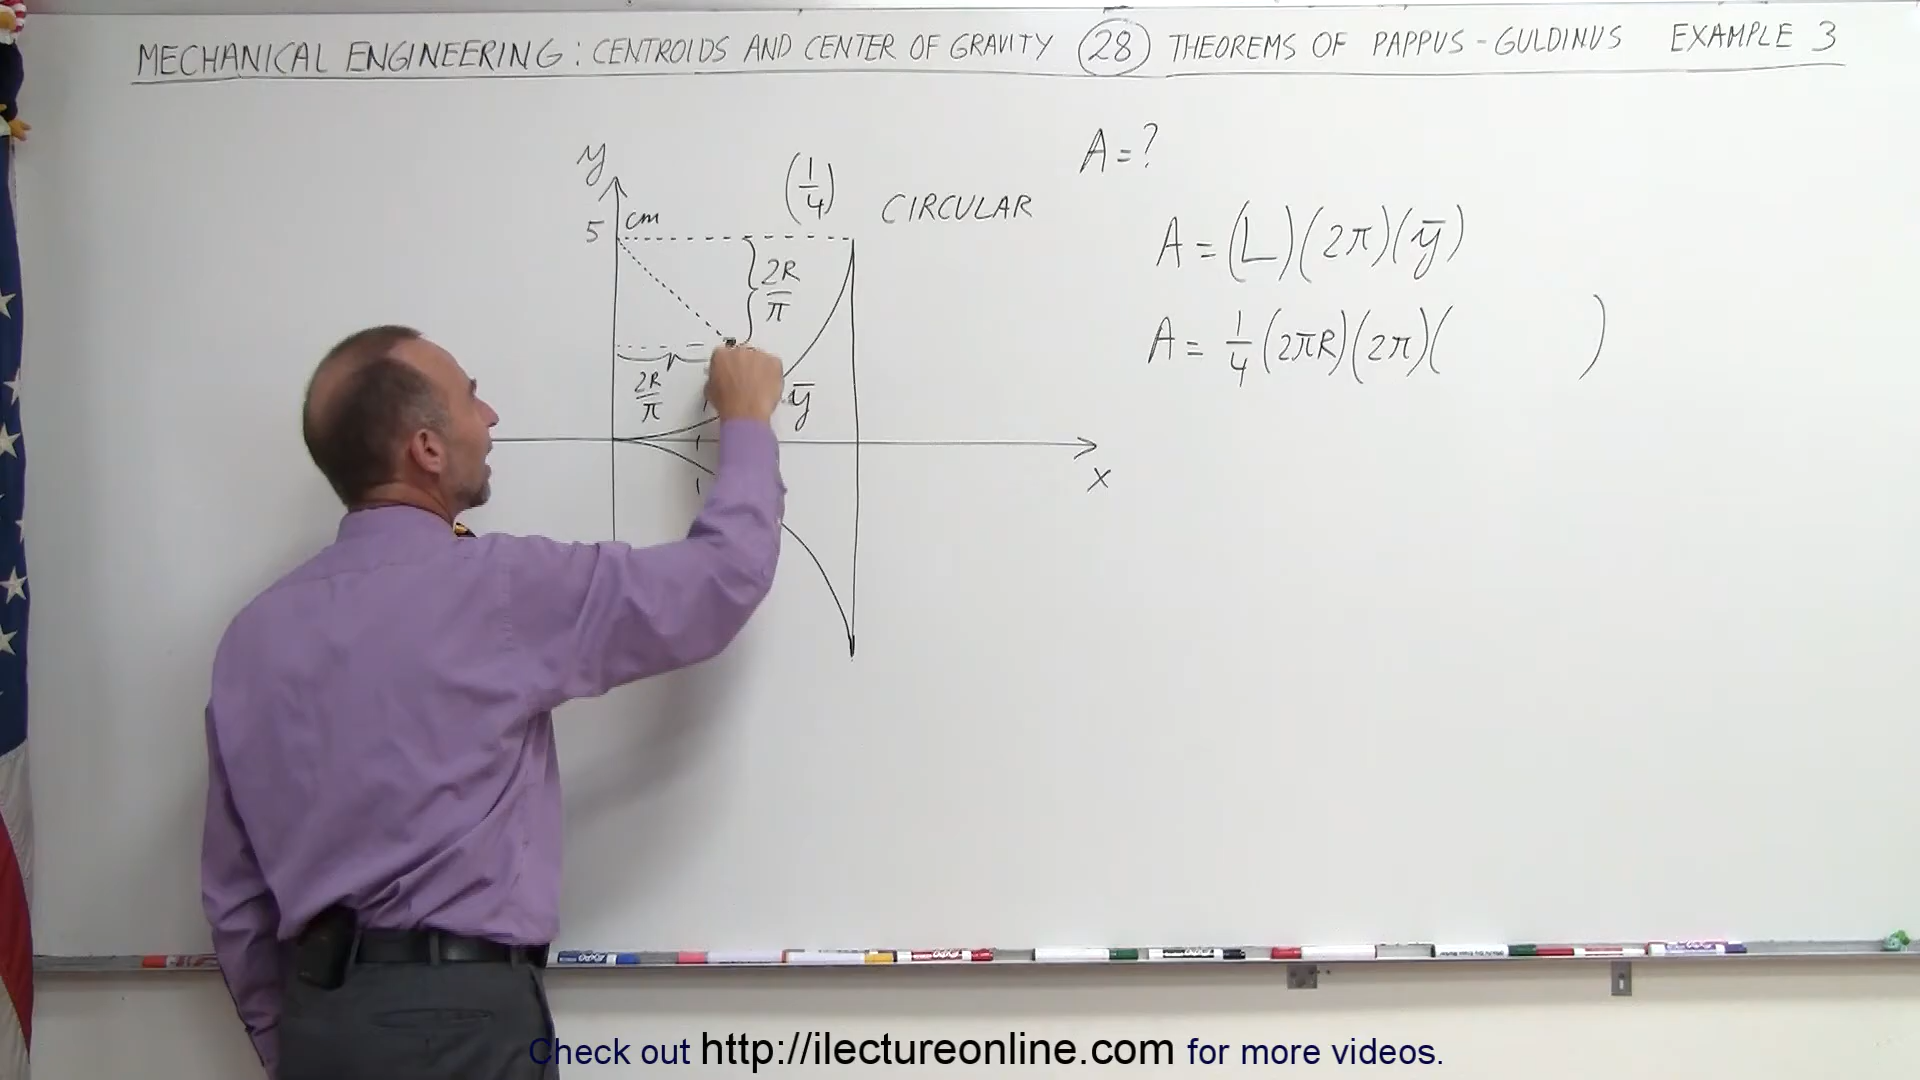 MECHANICAL ENGINEERING: CENTROIDS AND CENTER OF GRAVITY (28) THEOREMS OF PAPPUS-GULDINUS EXAMPLE 3
A = ?
y
(1/4) CIRCULAR
5 cm
A = (L)(2π)(ȳ)
2R/π
A = 1/4 (2πR)(2π)( )
2R/π
ȳ
x
Check out http://ilectureonline.com for more videos.